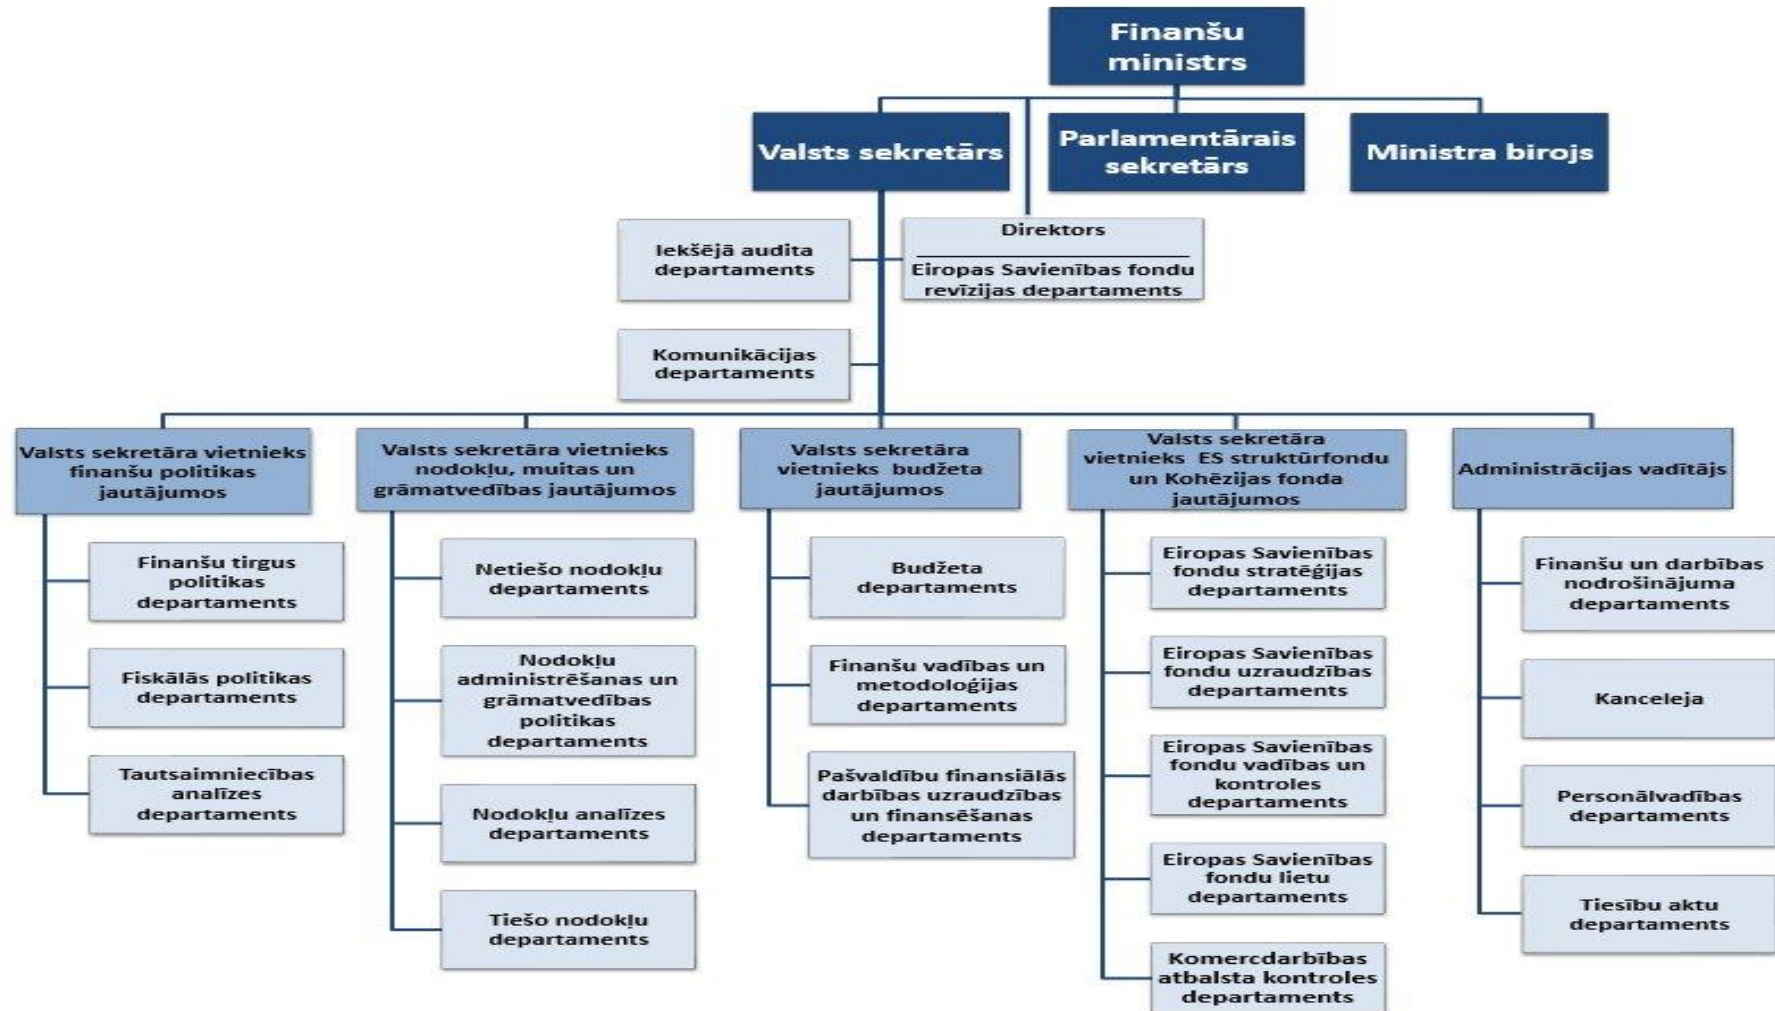 Finanšu
ministrs
Valsts sekretārs
Parlamentārais
sekretārs
Ministra birojs
Iekšējā audita
departaments
Direktors
Eiropas Savienības fondu
revīzijas departaments
Komunikācijas
departaments
Valsts sekretāra vietnieks
finanšu politikas
jautājumos
Valsts sekretāra vietnieks
nodokļu, muitas un
grāmatvedības jautājumos
Valsts sekretāra
vietnieks budžeta
jautājumos
Valsts sekretāra
vietnieks ES struktūrfondu
un Kohēzijas fonda
jautājumos
Administrācijas vadītājs
Finanšu tirgus
politikas
departaments
Fiskālās politikas
departaments
Tautsaimniecības
analīzes
departaments
Netiešo nodokļu
departaments
Nodokļu
administrēšanas un
grāmatvedības
politikas
departaments
Nodokļu analīzes
departaments
Tiešo nodokļu
departaments
Budžeta
departaments
Finanšu vadības un
metodoloģijas
departaments
Pašvaldību finansiālās
darbības uzraudzības
un finansēšanas
departaments
Eiropas Savienības
fondu stratēģijas
departaments
Eiropas Savienības
fondu uzraudzības
departaments
Eiropas Savienības
fondu vadības un
kontroles
departaments
Eiropas Savienības
fondu lietu
departaments
Komercdarbības
atbalsta kontroles
departaments
Finanšu un darbības
nodrošinājuma
departaments
Kanceleja
Personālvadības
departaments
Tiesību aktu
departaments